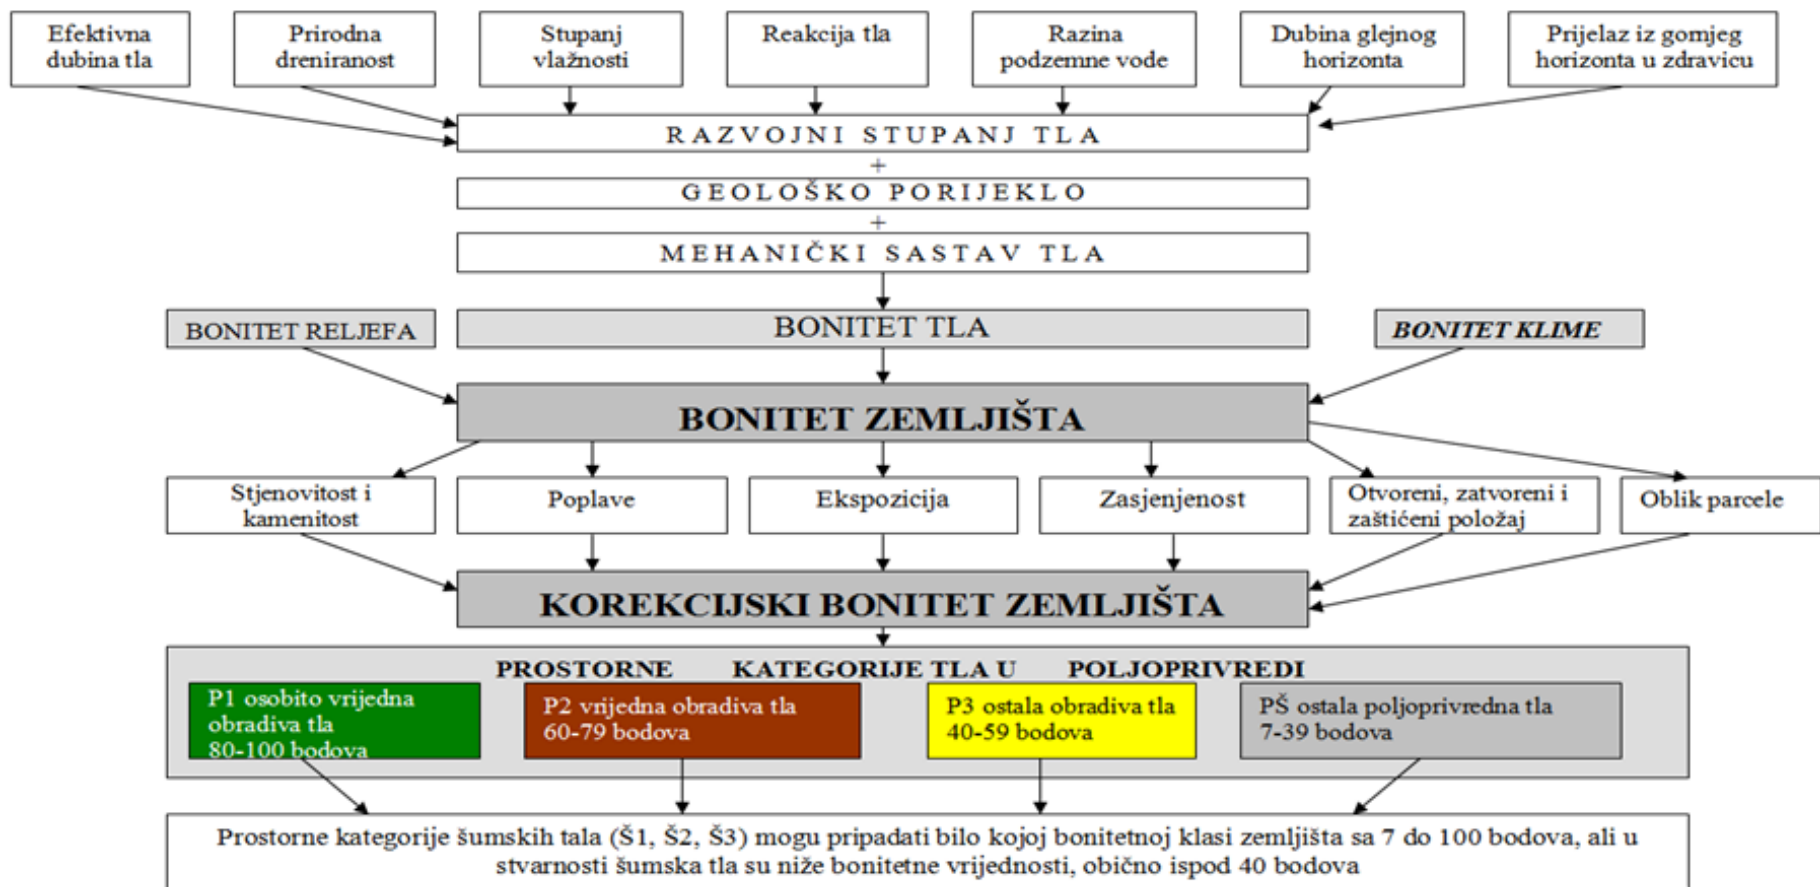 Efektivna
dubina tla
Prirodna
dreniranost
Stupanj
vlažnosti
Reakcija tla
Razina
podzemne vode
Dubina glejnog
horizonta
Prijelaz iz gornjeg
horizonta u zdravicu
RAZVOJNI STUPANJ TLA
+
GEOLOŠKO PORIJEKLO
+
MEHANIČKI SASTAV TLA
BONITET RELJEFA
BONITET TLA
BONITET KLIME
BONITET ZEMLJIŠTA
Stjenovitost i
kamenitost
Poplave
Ekspozicija
Zasjenjenost
Otvoreni, zatvoreni i
zaštićeni položaj
Oblik parcele
KOREKCIJSKI BONITET ZEMLJIŠTA
PROSTORNE KATEGORIJE TLA U POLJOPRIVREDI
P1 osobito vrijedna
obradiva tla
80-100 bodova
P2 vrijedna obradiva tla
60-79 bodova
P3 ostala obradiva tla
40-59 bodova
PŠ ostala poljoprivredna tla
7-39 bodova
Prostorne kategorije šumskih tala (Š1, Š2, Š3) mogu pripadati bilo kojoj bonitetnoj klasi zemljišta sa 7 do 100 bodova, ali u
stvarnosti šumska tla su niže bonitetne vrijednosti, obično ispod 40 bodova